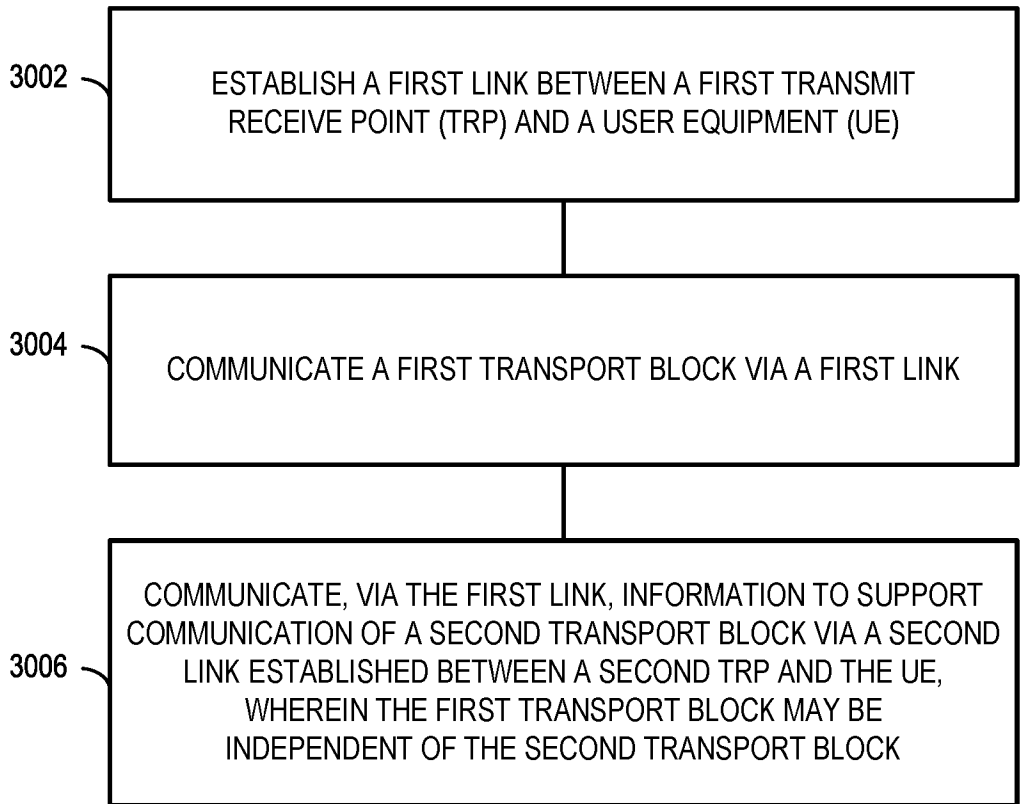 3002
ESTABLISH A FIRST LINK BETWEEN A FIRST TRANSMIT
RECEIVE POINT (TRP) AND A USER EQUIPMENT (UE)
3004
COMMUNICATE A FIRST TRANSPORT BLOCK VIA A FIRST LINK
3006
COMMUNICATE, VIA THE FIRST LINK, INFORMATION TO SUPPORT
COMMUNICATION OF A SECOND TRANSPORT BLOCK VIA A SECOND
LINK ESTABLISHED BETWEEN A SECOND TRP AND THE UE,
WHEREIN THE FIRST TRANSPORT BLOCK MAY BE
INDEPENDENT OF THE SECOND TRANSPORT BLOCK